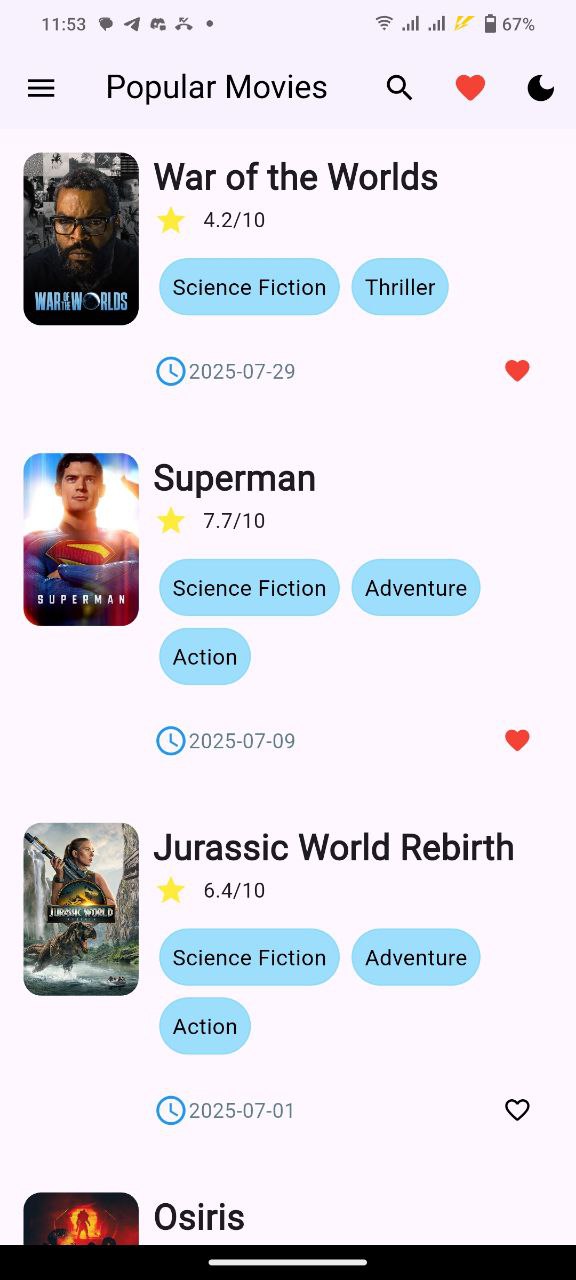 11:53 67%
Popular Movies
War of the Worlds
4.2/10
Science Fiction Thriller
WAR OF THE WORLDS
2025-07-29
Superman
7.7/10
Science Fiction Adventure
SUPERMAN
Action
2025-07-09
Jurassic World Rebirth
6.4/10
JURASSIC WORLD
Science Fiction Adventure
Action
2025-07-01
Osiris